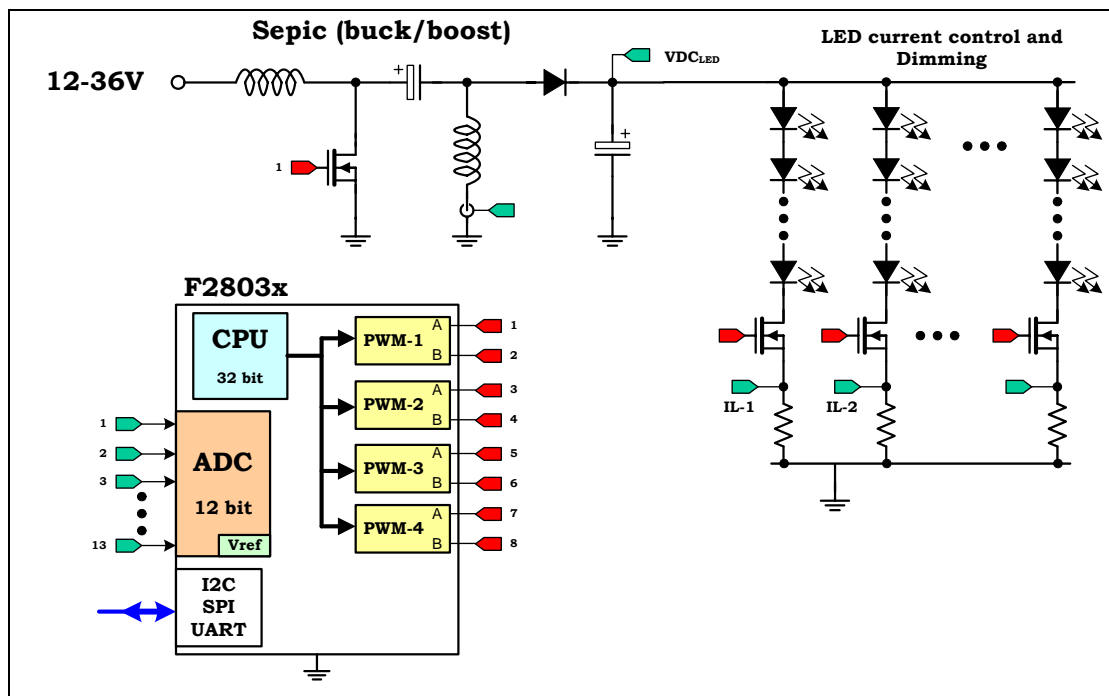 Sepic (buck/boost)
LED current control and
Dimming
12-36V
+
VDCLED
+
1
F2803x
CPU
32 bit
PWM-1
A
B
1
2
PWM-2
A
B
3
4
PWM-3
A
B
5
6
PWM-4
A
B
7
8
1
2
3
13
ADC
12 bit
Vref
I2C
SPI
UART
IL-1
IL-2